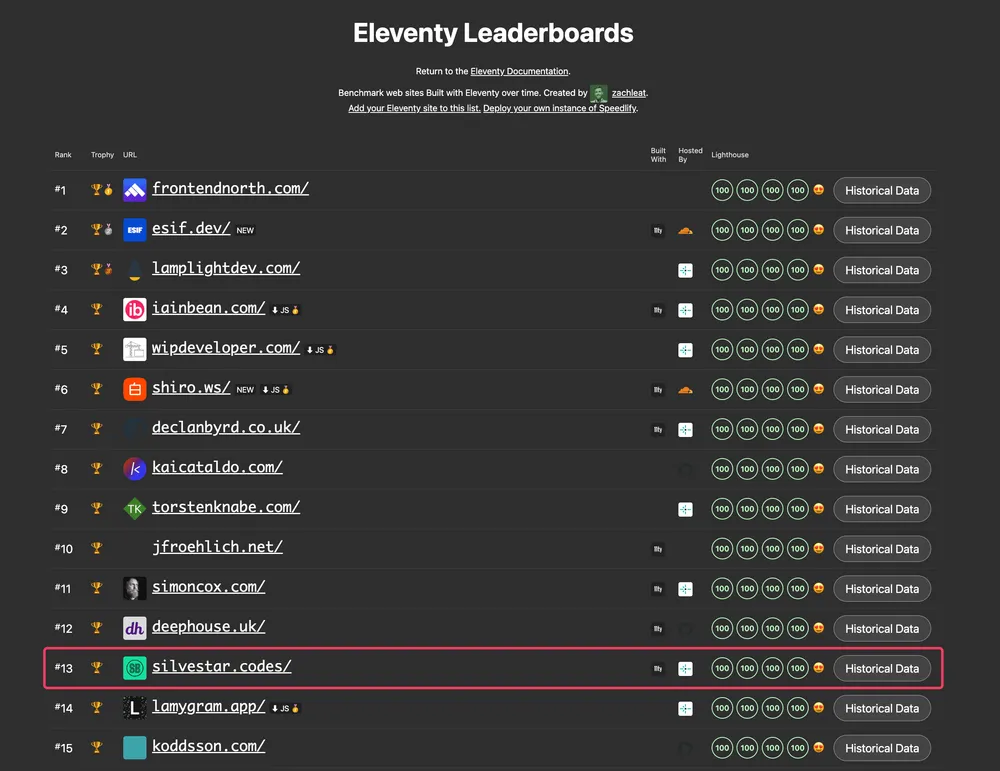 Eleventy Leaderboards
Return to the Eleventy Documentation.
Benchmark web sites Built with Eleventy over time. Created by zachleat.
Add your Eleventy site to this list. Deploy your own instance of Speedlify.
Rank Trophy URL Built With Hosted By Lighthouse
#1 frontendnorth.com/ 100 100 100 100 Historical Data
#2 ESIF esif.dev/ NEW 11ty 100 100 100 100 Historical Data
#3 lamplightdev.com/ 100 100 100 100 Historical Data
#4 ib iainbean.com/ JS 11ty 100 100 100 100 Historical Data
#5 wipdeveloper.com/ JS 100 100 100 100 Historical Data
#6 shiro.ws/ NEW JS 11ty 100 100 100 100 Historical Data
#7 declanbyrd.co.uk/ 11ty 100 100 100 100 Historical Data
#8 kaicataldo.com/ 100 100 100 100 Historical Data
#9 TK torstenknabe.com/ 100 100 100 100 Historical Data
#10 jfroehlich.net/ 11ty 100 100 100 100 Historical Data
#11 simoncox.com/ 11ty 100 100 100 100 Historical Data
#12 dh deephouse.uk/ 11ty 100 100 100 100 Historical Data
#13 SB silvestar.codes/ 11ty 100 100 100 100 Historical Data
#14 L lamygram.app/ JS 100 100 100 100 Historical Data
#15 koddsson.com/ 100 100 100 100 Historical Data